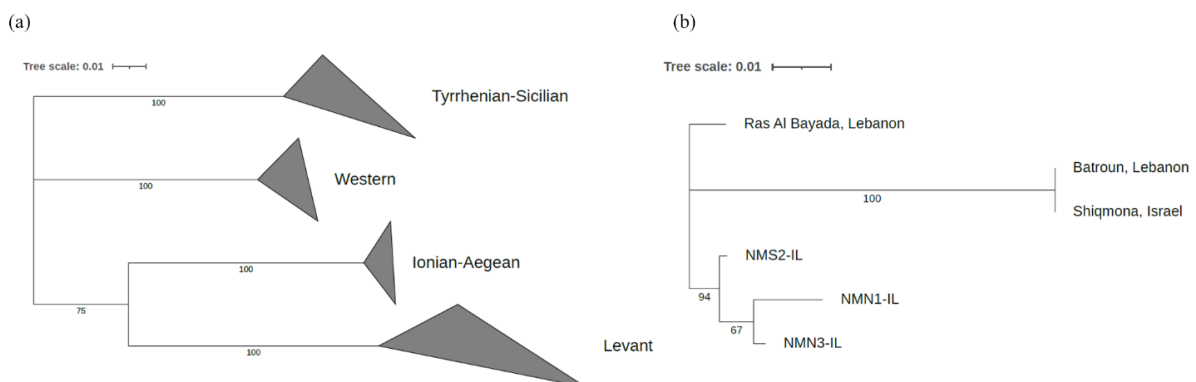 (a)
Tree scale: 0.01
100
Tyrrhenian-Sicilian
100
Western
100
Ionian-Aegean
75
100
Levant
(b)
Tree scale: 0.01
Ras Al Bayada, Lebanon
Batroun, Lebanon
100
Shiqmona, Israel
NMS2-IL
94
NMN1-IL
67
NMN3-IL